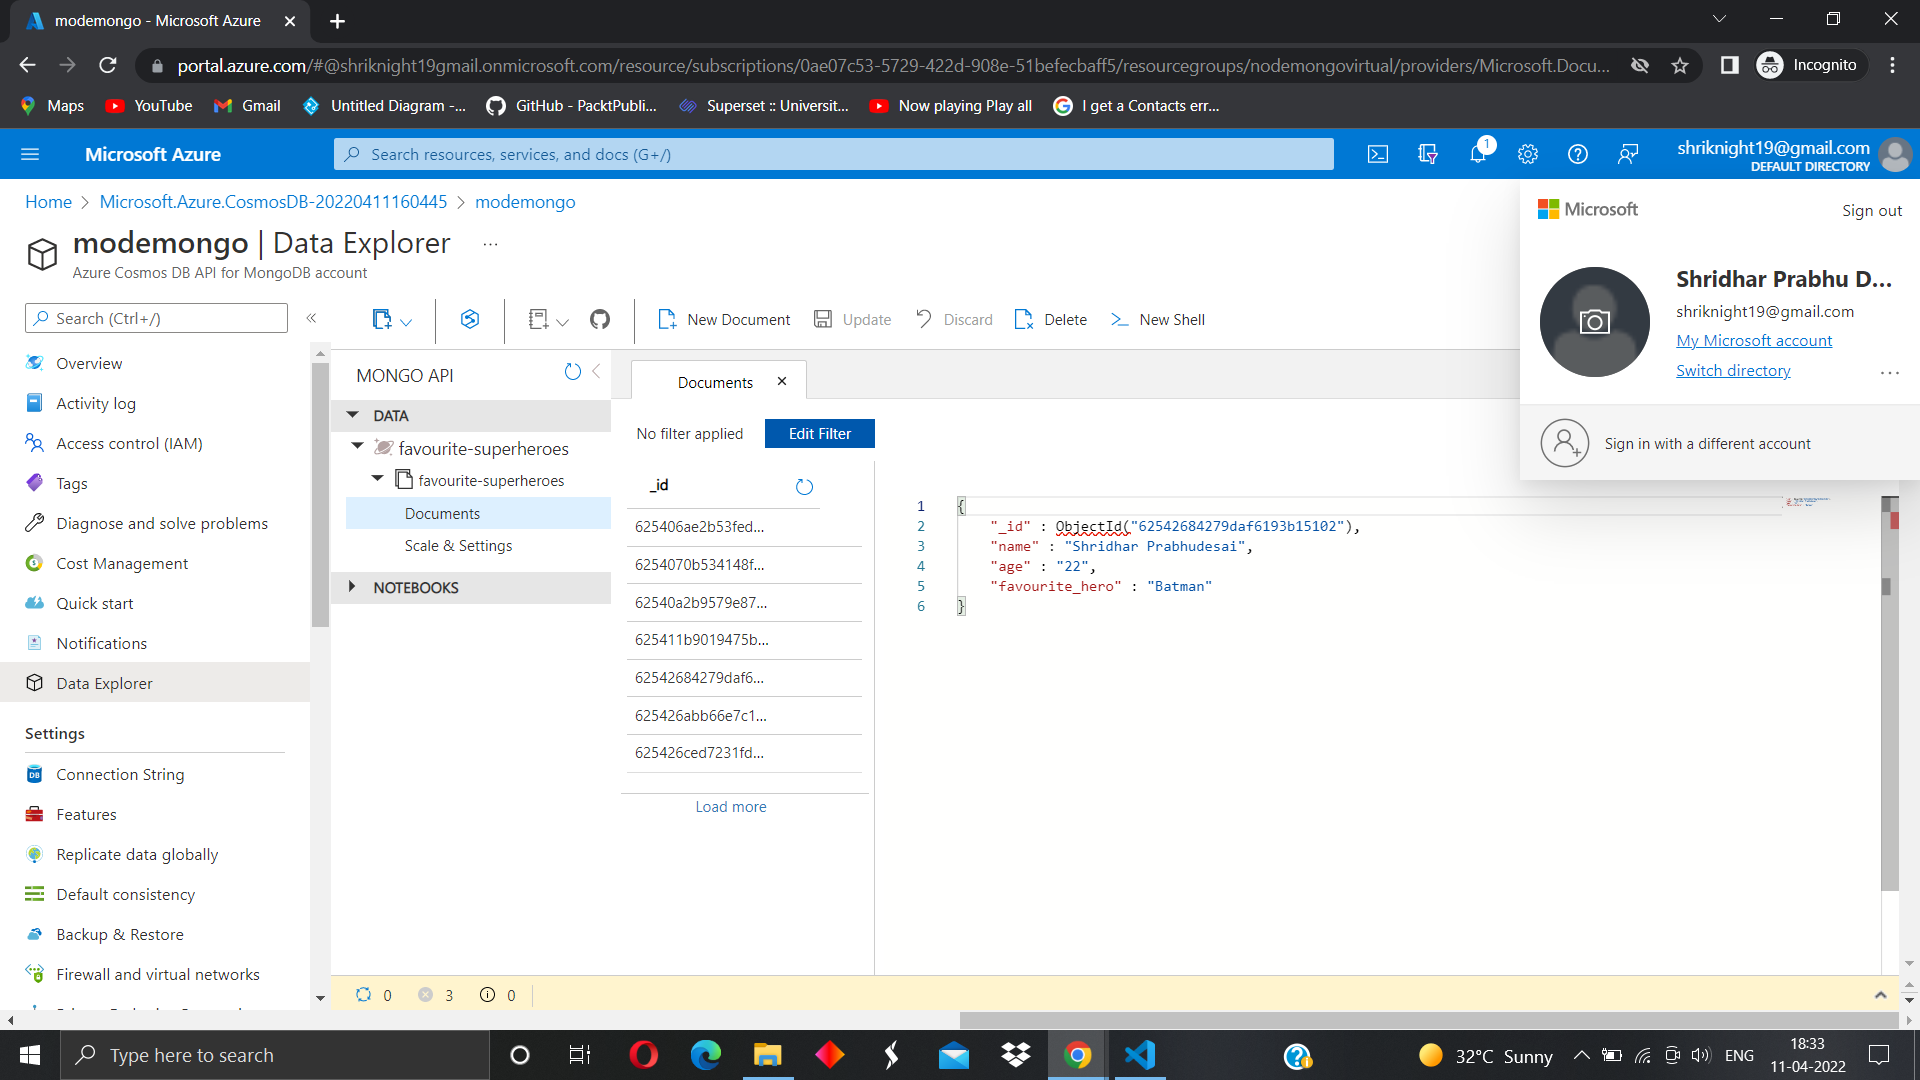 modemongo - Microsoft Azure
portal.azure.com/#@shriknight19gmail.onmicrosoft.com/resource/subscriptions/0ae07c53-5729-422d-908e-51befecbaff5/resourcegroups/nodemongovirtual/providers/Microsoft.Docu...
Incognito
Maps
YouTube
Gmail
Untitled Diagram -...
GitHub - PacktPubli...
Superset :: Universit...
Now playing Play all
I get a Contacts err...
Microsoft Azure
Search resources, services, and docs (G+/)
1
shriknight19@gmail.com
DEFAULT DIRECTORY
Home > Microsoft.Azure.CosmosDB-20220411160445 > modemongo
modemongo | Data Explorer ...
Azure Cosmos DB API for MongoDB account
Microsoft
Sign out
Shridhar Prabhu D...
shriknight19@gmail.com
My Microsoft account
Switch directory
...
Sign in with a different account
Search (Ctrl+/)
«
New Document
Update
Discard
Delete
New Shell
Overview
Activity log
Access control (IAM)
Tags
Diagnose and solve problems
Cost Management
Quick start
Notifications
Data Explorer
Settings
Connection String
Features
Replicate data globally
Default consistency
Backup & Restore
Firewall and virtual networks
MONGO API
DATA
favourite-superheroes
favourite-superheroes
Documents
Scale & Settings
NOTEBOOKS
Documents
No filter applied
Edit Filter
_id
625406ae2b53fed...
6254070b534148f...
62540a2b9579e87...
625411b9019475b...
62542684279daf6...
625426abb66e7c1...
625426ced7231fd...
Load more
1 {
2 "_id" : ObjectId("62542684279daf6193b15102"),
3 "name" : "Shridhar Prabhudesai",
4 "age" : "22",
5 "favourite_hero" : "Batman"
6 }
0
3
0
Type here to search
32°C Sunny
ENG
18:33
11-04-2022